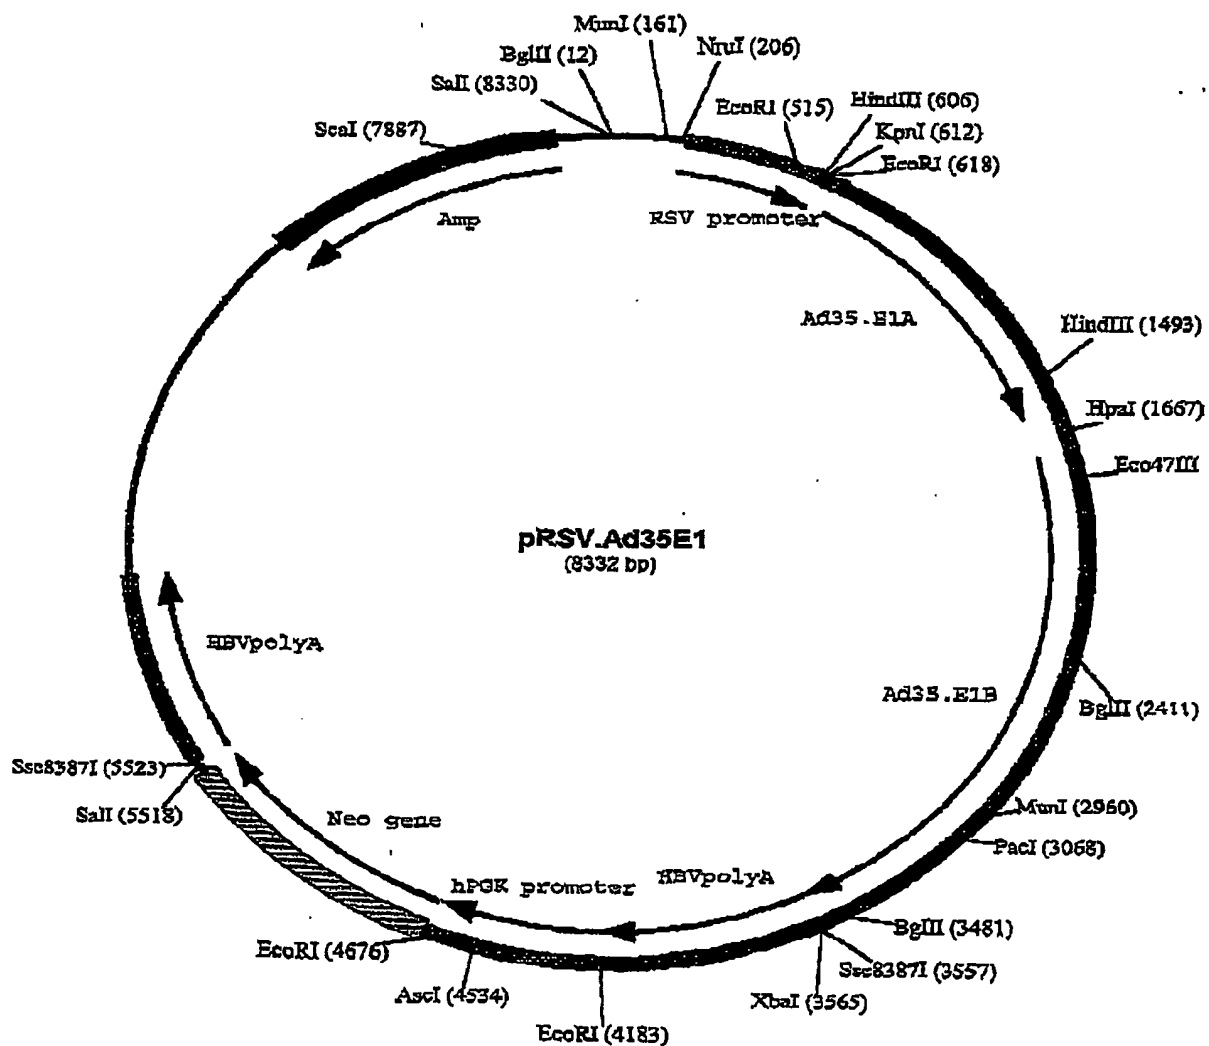 MunI (161)
BglII (12)
NruI (206)
SalI (8330)
EcoRI (515)
HindIII (606)
ScaI (7887)
KpnI (612)
EcoRI (618)
Amp
RSV promoter
Ad35.E1A
HindIII (1493)
HpaI (1667)
Eco47III
pRSV.Ad35E1
(8332 bp)
HBVpolyA
Ad35.E1B
BglII (2411)
Sse8387I (5523)
SalI (5518)
Neo gene
MunI (2960)
PacI (3068)
hPGK promoter
HBVpolyA
BglII (3481)
EcoRI (4676)
Sse8387I (3557)
AscI (4534)
XbaI (3565)
EcoRI (4183)